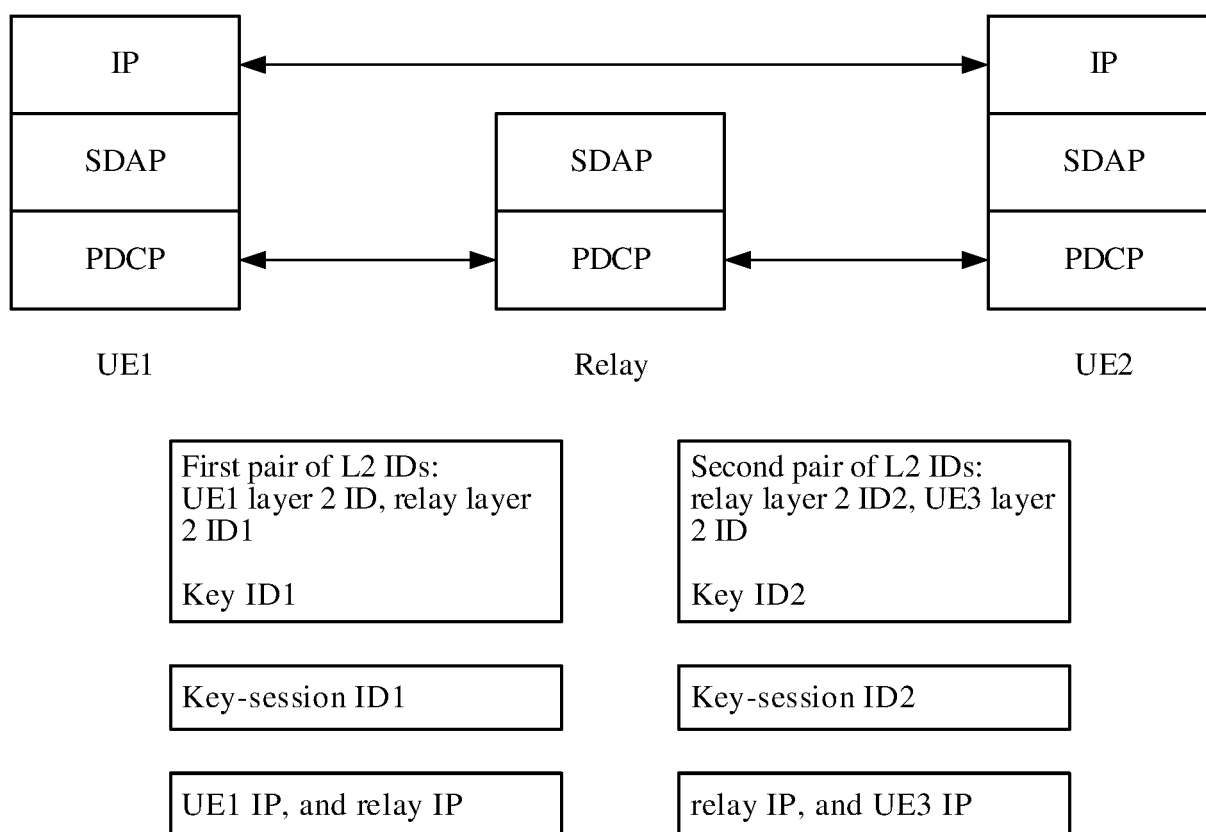 IP
IP
SDAP
SDAP
SDAP
PDCP
PDCP
PDCP
UE1
Relay
UE2
First pair of L2 IDs:
UE1 layer 2 ID, relay layer
2 ID1
Key ID1
Second pair of L2 IDs:
relay layer 2 ID2, UE3 layer
2 ID
Key ID2
Key-session ID1
Key-session ID2
UE1 IP, and relay IP
relay IP, and UE3 IP